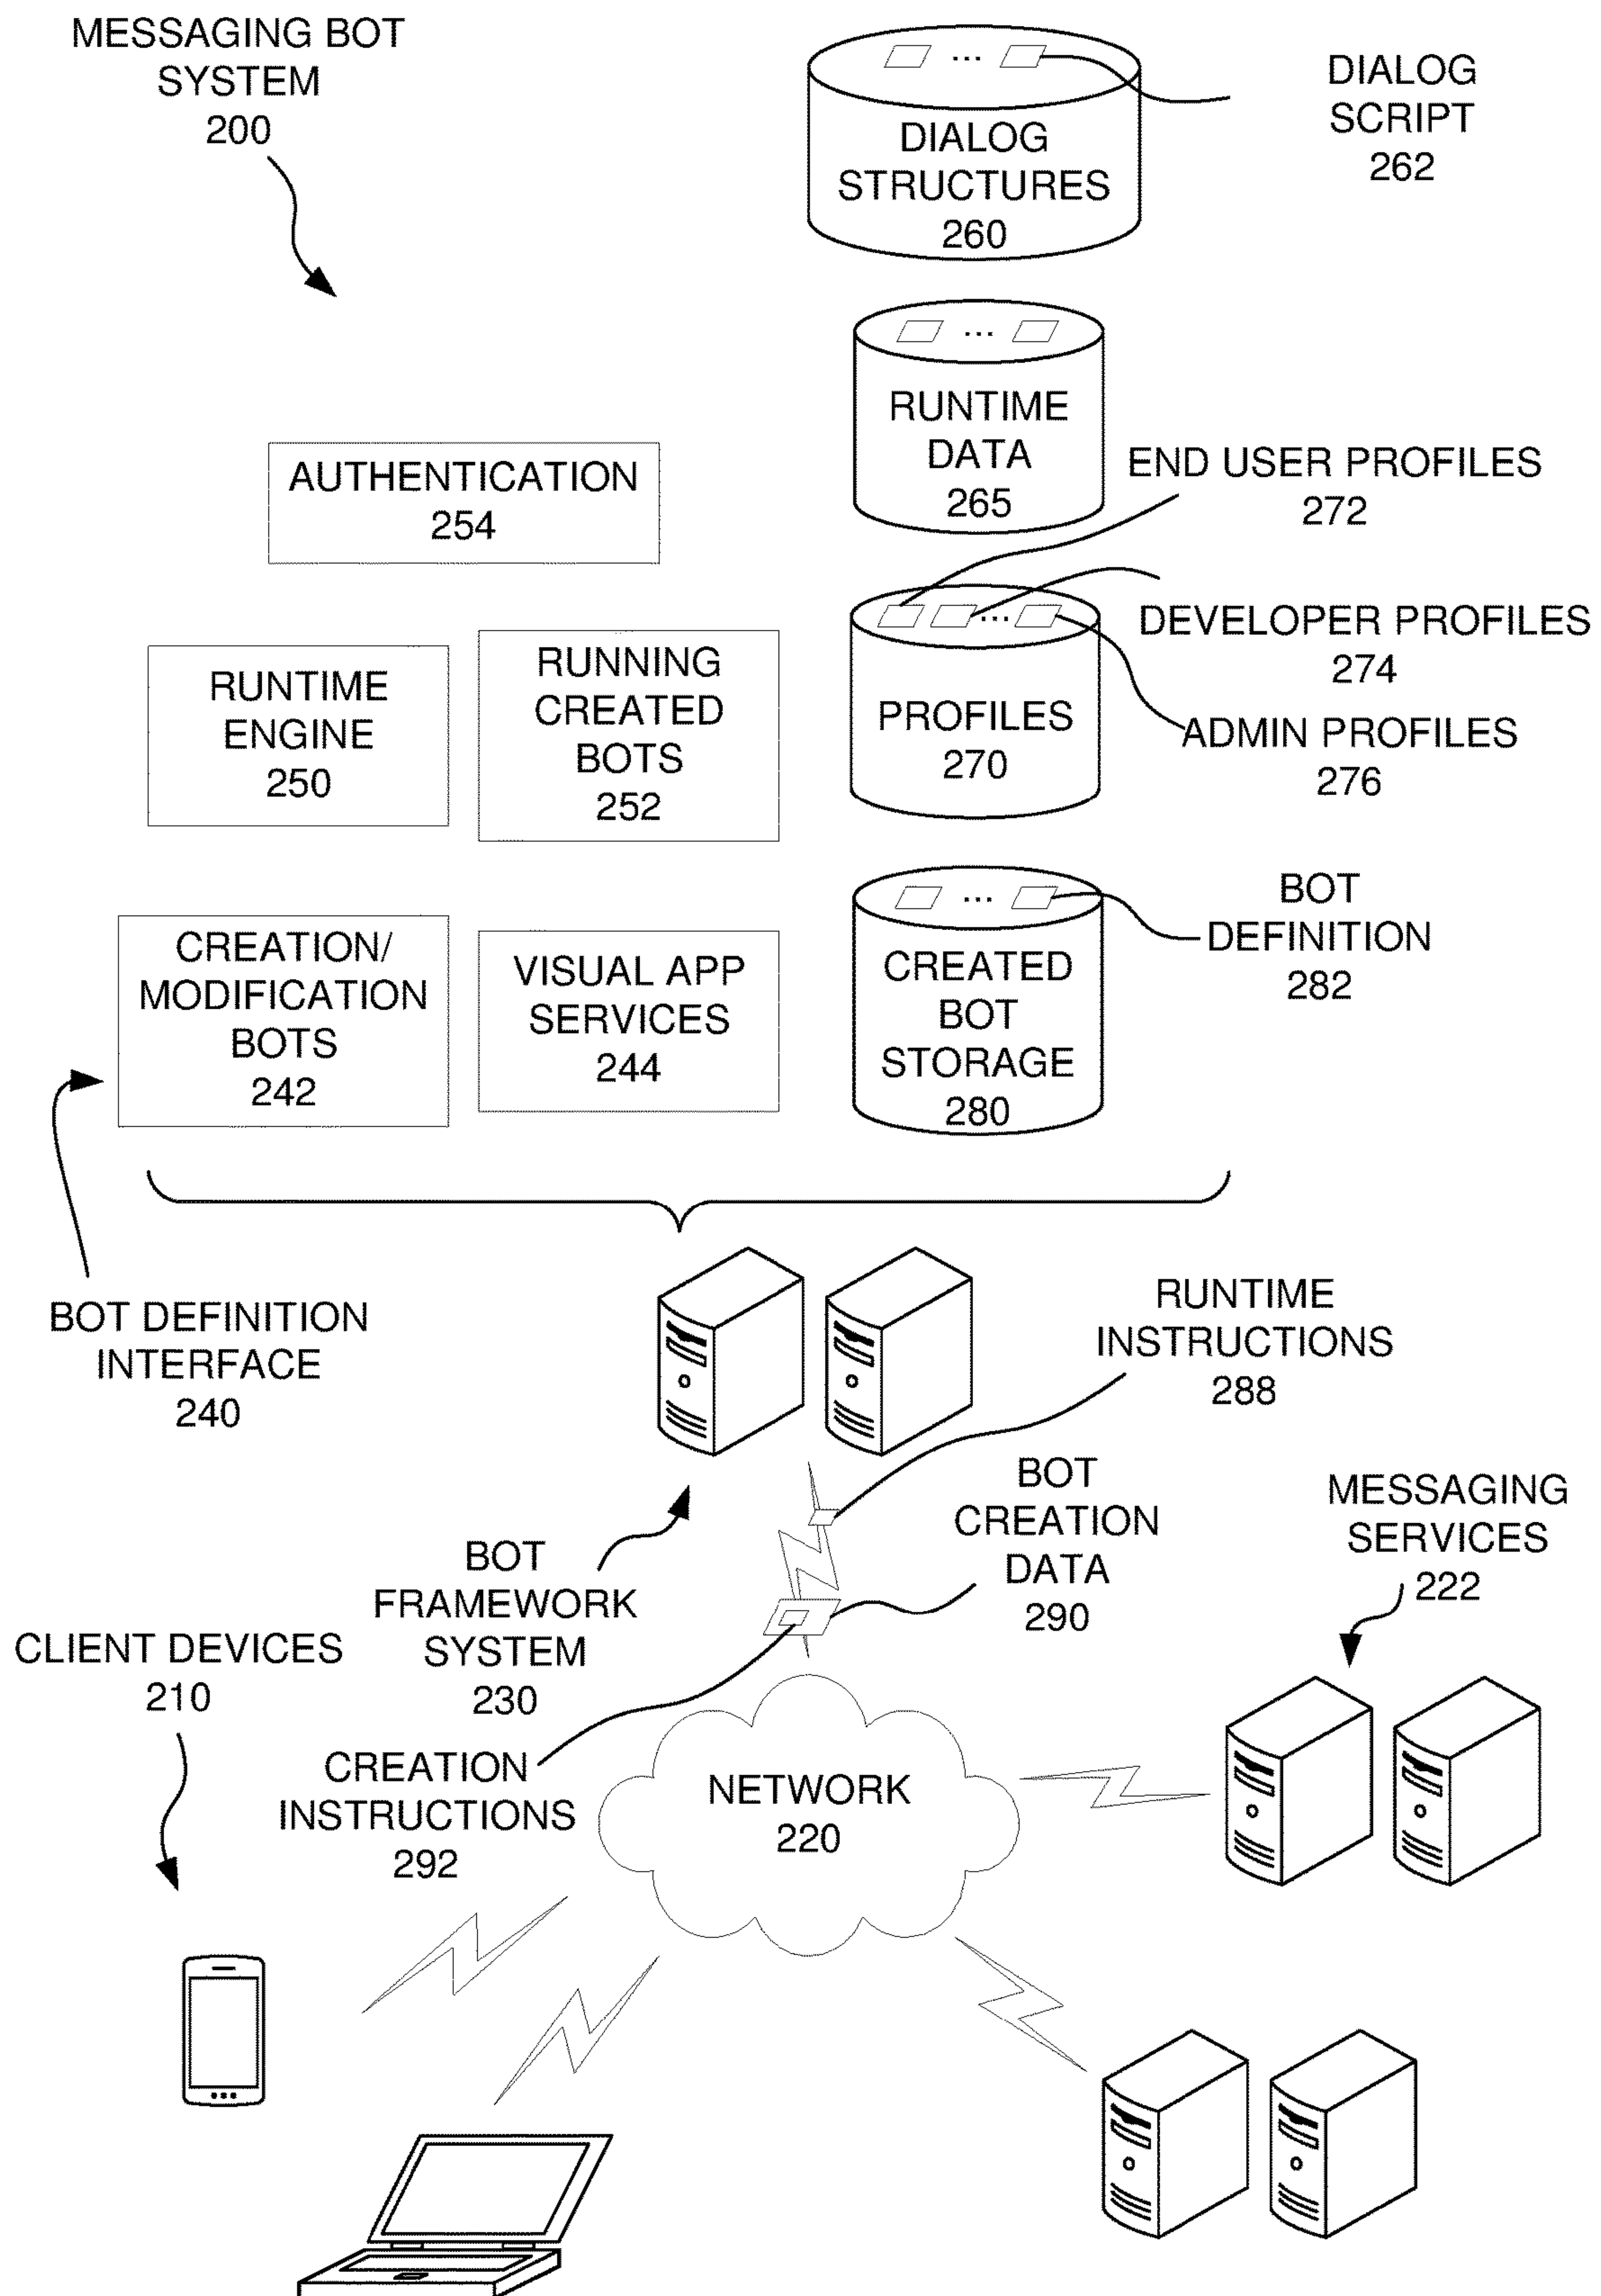 MESSAGING BOT
SYSTEM
200
DIALOG
SCRIPT
262
DIALOG
STRUCTURES
260
RUNTIME
DATA
265
END USER PROFILES
272
AUTHENTICATION
254
DEVELOPER PROFILES
274
RUNTIME
ENGINE
250
RUNNING
CREATED
BOTS
252
PROFILES
270
ADMIN PROFILES
276
BOT
DEFINITION
282
CREATION/
MODIFICATION
BOTS
242
VISUAL APP
SERVICES
244
CREATED
BOT
STORAGE
280
BOT DEFINITION
INTERFACE
240
RUNTIME
INSTRUCTIONS
288
BOT
CREATION
DATA
290
MESSAGING
SERVICES
222
BOT
FRAMEWORK
SYSTEM
230
CLIENT DEVICES
210
CREATION
INSTRUCTIONS
292
NETWORK
220